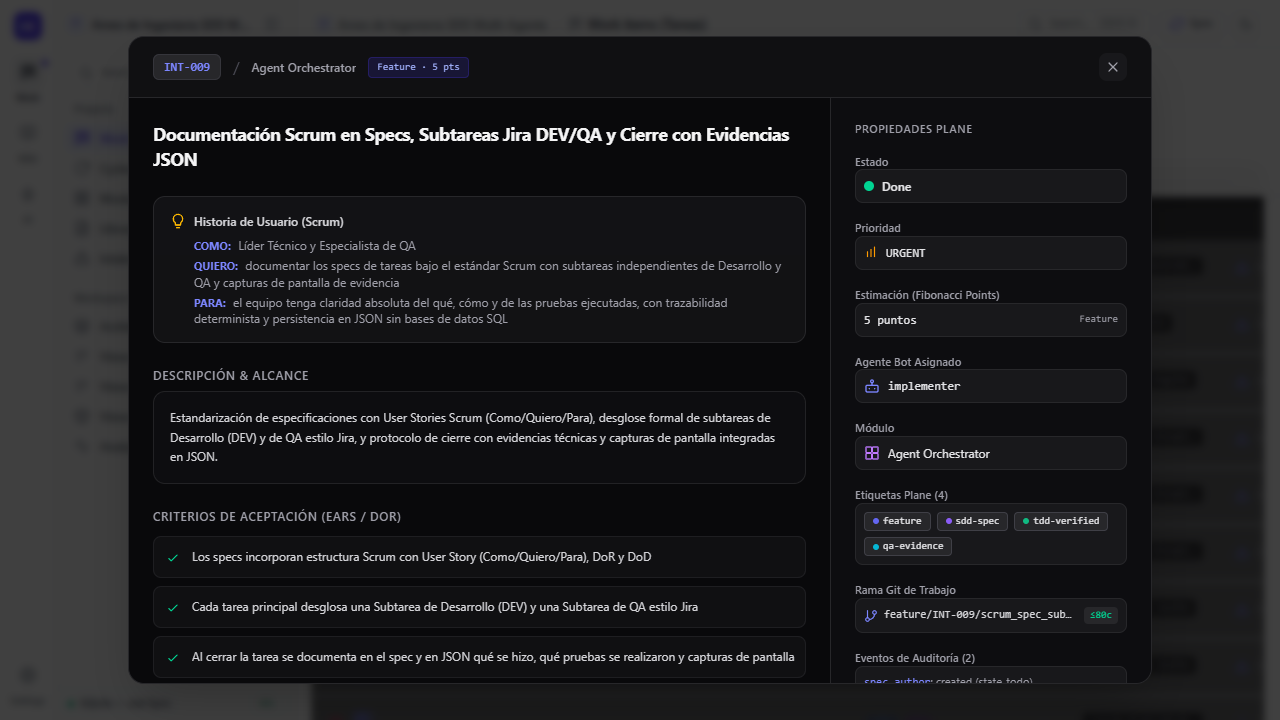 INT-009 / Agent Orchestrator Feature · 5 pts
Documentación Scrum en Specs, Subtareas Jira DEV/QA y Cierre con Evidencias
JSON
Historia de Usuario (Scrum)
COMO: Líder Técnico y Especialista de QA
QUIERO: documentar los specs de tareas bajo el estándar Scrum con subtareas independientes de Desarrollo y
QA y capturas de pantalla de evidencia
PARA: el equipo tenga claridad absoluta del qué, cómo y de las pruebas ejecutadas, con trazabilidad
determinista y persistencia en JSON sin bases de datos SQL
DESCRIPCIÓN & ALCANCE
Estandarización de especificaciones con User Stories Scrum (Como/Quiero/Para), desglose formal de subtareas de
Desarrollo (DEV) y de QA estilo Jira, y protocolo de cierre con evidencias técnicas y capturas de pantalla integradas
en JSON.
CRITERIOS DE ACEPTACIÓN (EARS / DOR)
Los specs incorporan estructura Scrum con User Story (Como/Quiero/Para), DoR y DoD
Cada tarea principal desglosa una Subtarea de Desarrollo (DEV) y una Subtarea de QA estilo Jira
Al cerrar la tarea se documenta en el spec y en JSON qué se hizo, qué pruebas se realizaron y capturas de pantalla
PROPIEDADES PLANE
Estado
Done
Prioridad
URGENT
Estimación (Fibonacci Points)
5 puntos Feature
Agente Bot Asignado
implementer
Módulo
Agent Orchestrator
Etiquetas Plane (4)
feature sdd-spec tdd-verified
qa-evidence
Rama Git de Trabajo
feature/INT-009/scrum_spec_sub… ≤80c
Eventos de Auditoría (2)
spec_author: created (state todo)